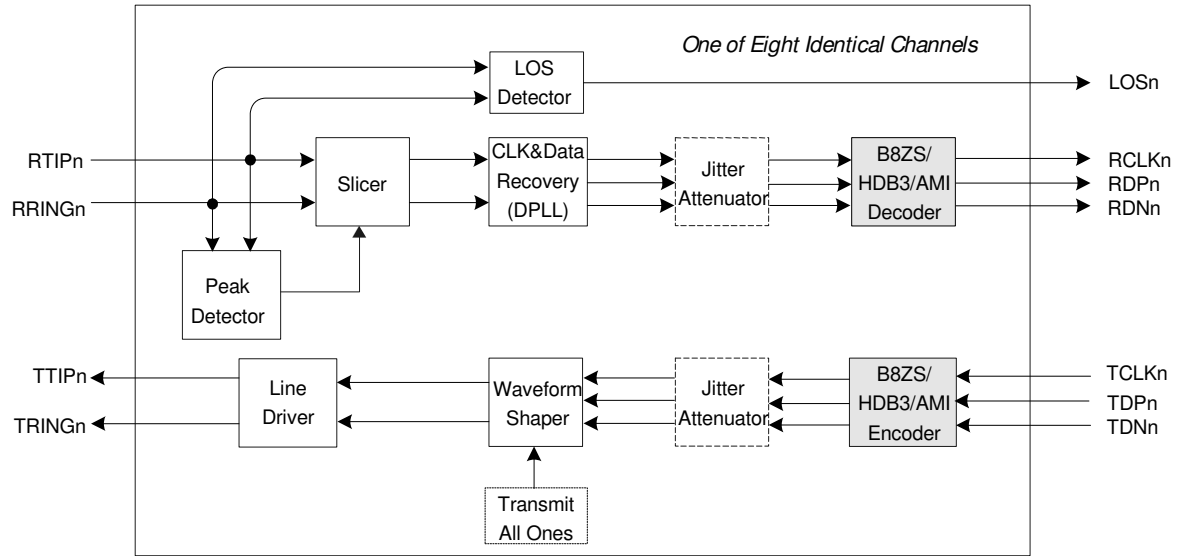 One of Eight Identical Channels
LOS
Detector
LOSn
RTIPn
RRINGn
Slicer
CLK&Data
Recovery
(DPLL)
Jitter
Attenuator
B8ZS/
HDB3/AMI
Decoder
RCLKn
RDPn
RDNn
Peak
Detector
TTIPn
TRINGn
Line
Driver
Waveform
Shaper
Jitter
Attenuator
B8ZS/
HDB3/AMI
Encoder
TCLKn
TDPn
TDNn
Transmit
All Ones